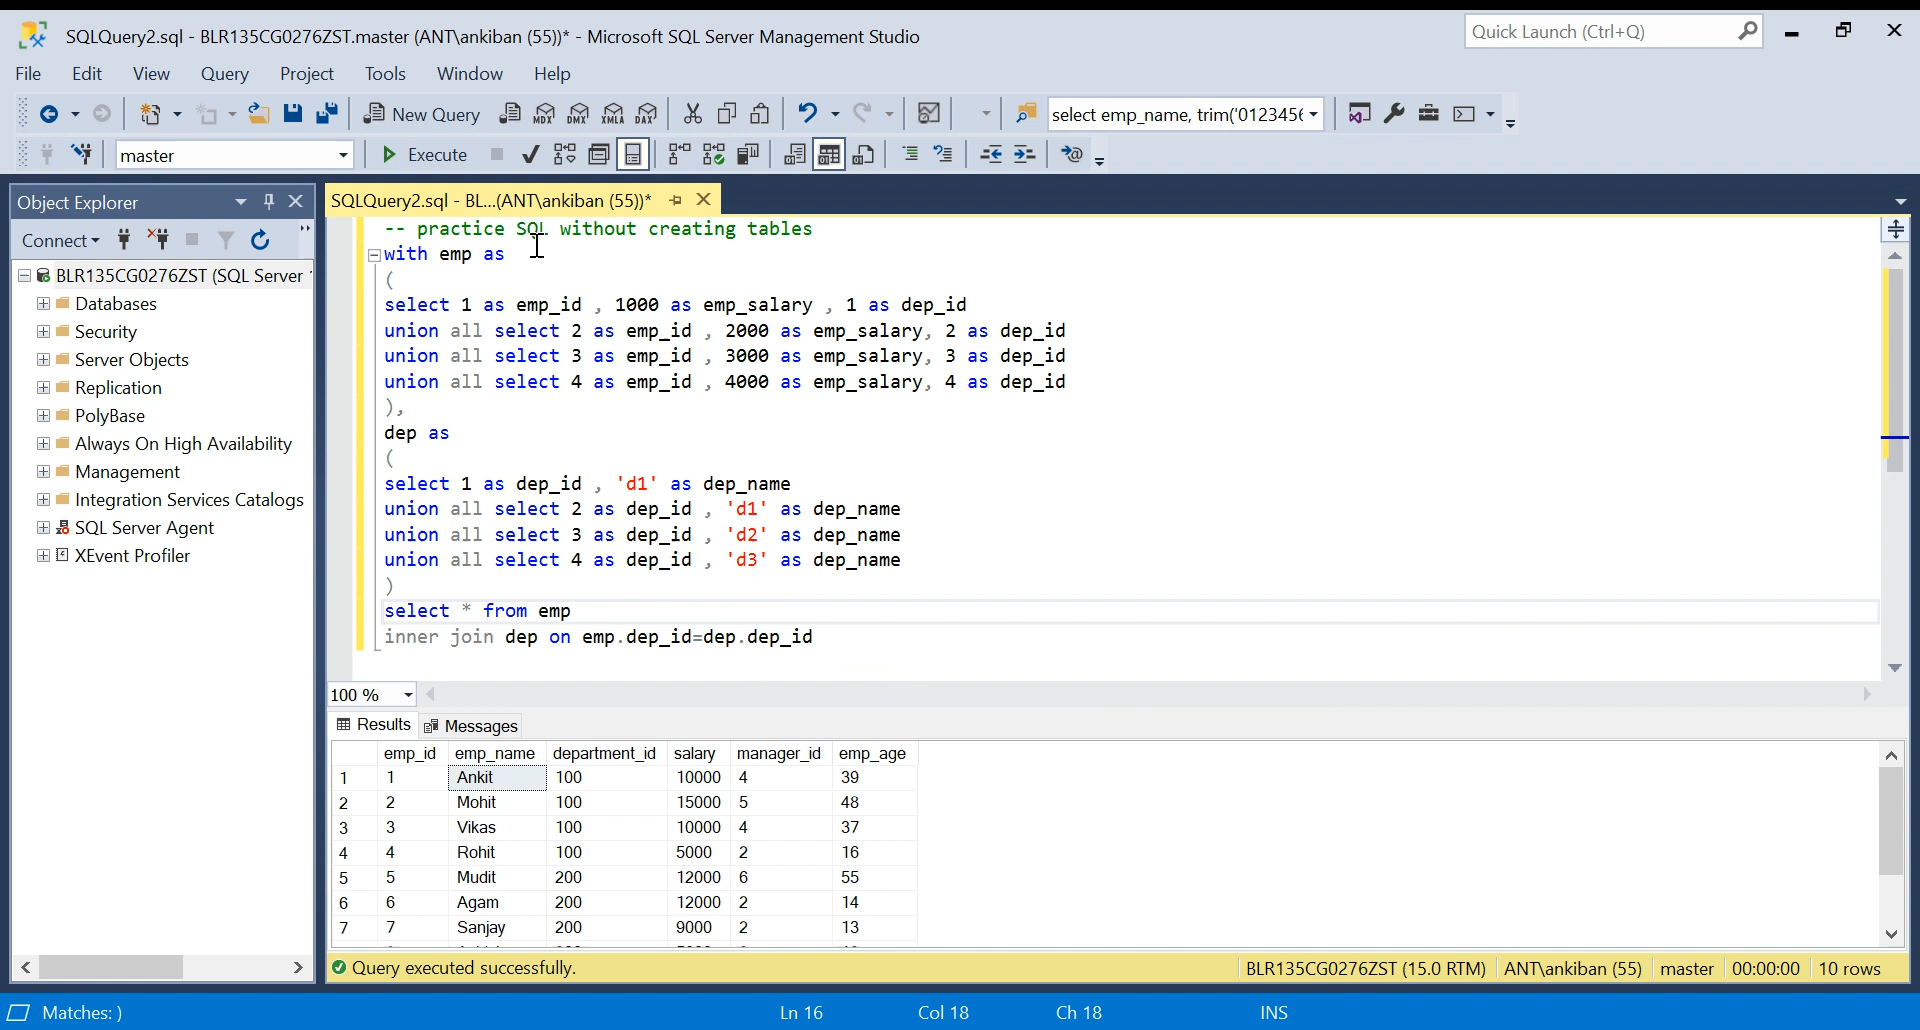 SQLQuery2.sql - BLR135CG0276ZST.master (ANT\ankiban (55))* - Microsoft SQL Server Management Studio
Quick Launch (Ctrl+Q)
File Edit View Query Project Tools Window Help
New Query MDX DMX XMLA DAX select emp_name, trim('012345
master Execute
Object Explorer
Connect
BLR135CG0276ZST (SQL Server
Databases
Security
Server Objects
Replication
PolyBase
Always On High Availability
Management
Integration Services Catalogs
SQL Server Agent
XEvent Profiler
SQLQuery2.sql - BL...(ANT\ankiban (55))*
-- practice SQL without creating tables
with emp as
(
select 1 as emp_id , 1000 as emp_salary , 1 as dep_id
union all select 2 as emp_id , 2000 as emp_salary, 2 as dep_id
union all select 3 as emp_id , 3000 as emp_salary, 3 as dep_id
union all select 4 as emp_id , 4000 as emp_salary, 4 as dep_id
),
dep as
(
select 1 as dep_id , 'd1' as dep_name
union all select 2 as dep_id , 'd1' as dep_name
union all select 3 as dep_id , 'd2' as dep_name
union all select 4 as dep_id , 'd3' as dep_name
)
select * from emp
inner join dep on emp.dep_id=dep.dep_id
100 %
Results Messages
emp_id emp_name department_id salary manager_id emp_age
1 1 Ankit 100 10000 4 39
2 2 Mohit 100 15000 5 48
3 3 Vikas 100 10000 4 37
4 4 Rohit 100 5000 2 16
5 5 Mudit 200 12000 6 55
6 6 Agam 200 12000 2 14
7 7 Sanjay 200 9000 2 13
Query executed successfully.
BLR135CG0276ZST (15.0 RTM) ANT\ankiban (55) master 00:00:00 10 rows
Matches: ) Ln 16 Col 18 Ch 18 INS